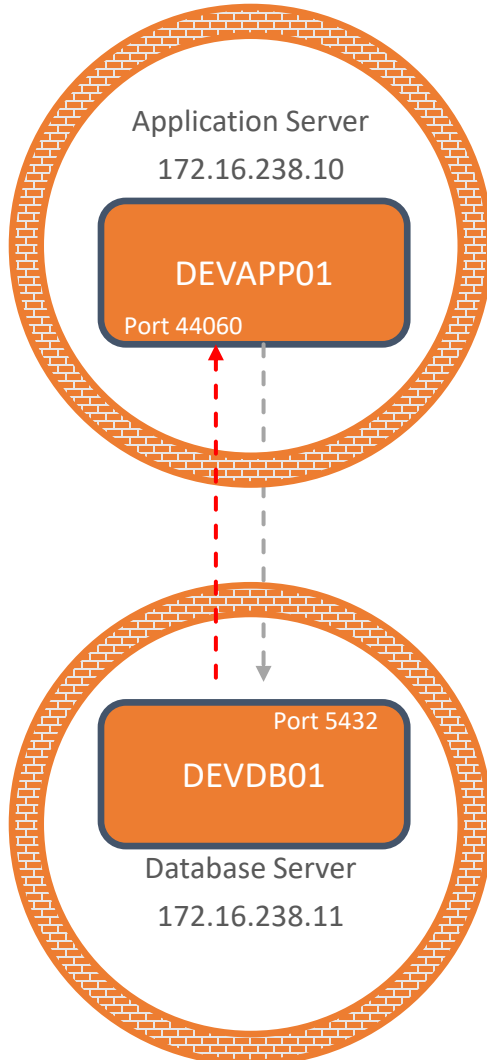 Application Server
172.16.238.10
DEVAPP01
Port 44060
Port 5432
DEVDB01
Database Server
172.16.238.11